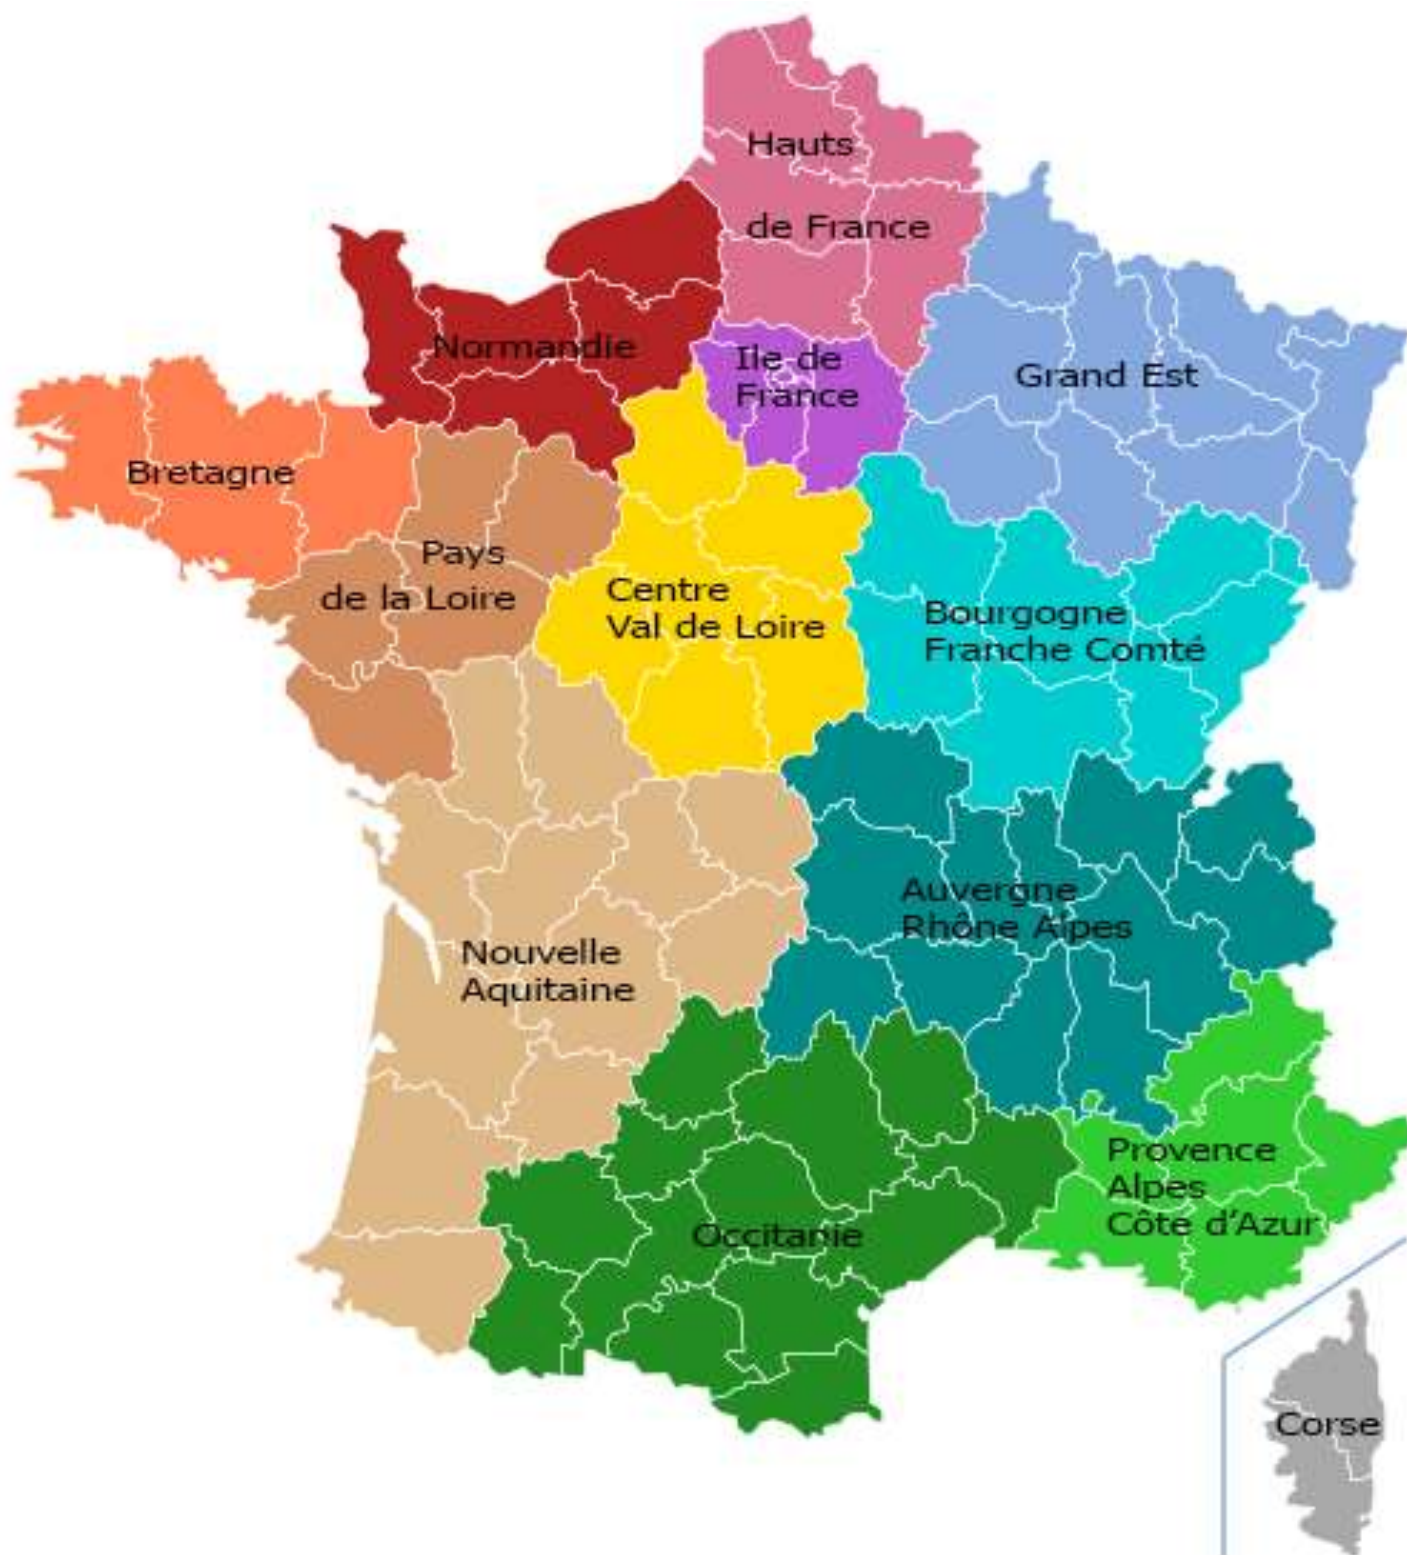 Hauts
de France
Normandie
Ile de
France
Grand Est
Bretagne
Pays
de la Loire
Centre
Val de Loire
Bourgogne
Franche Comté
Auvergne
Rhône Alpes
Nouvelle
Aquitaine
Provence
Alpes
Côte d'Azur
Occitanie
Corse